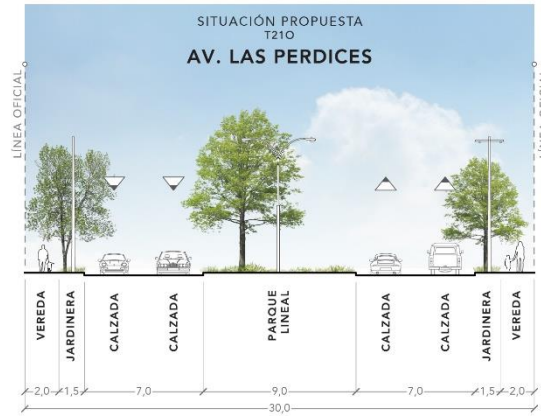 SITUACIÓN PROPUESTA
T21O
AV. LAS PERDICES
LÍNEA OFICIAL
VEREDA
JARDINERA
CALZADA
CALZADA
PARQUE
LINEAL
CALZADA
CALZADA
JARDINERA
VEREDA
2,0
1,5
7,0
9,0
7,0
1,5
2,0
30,0